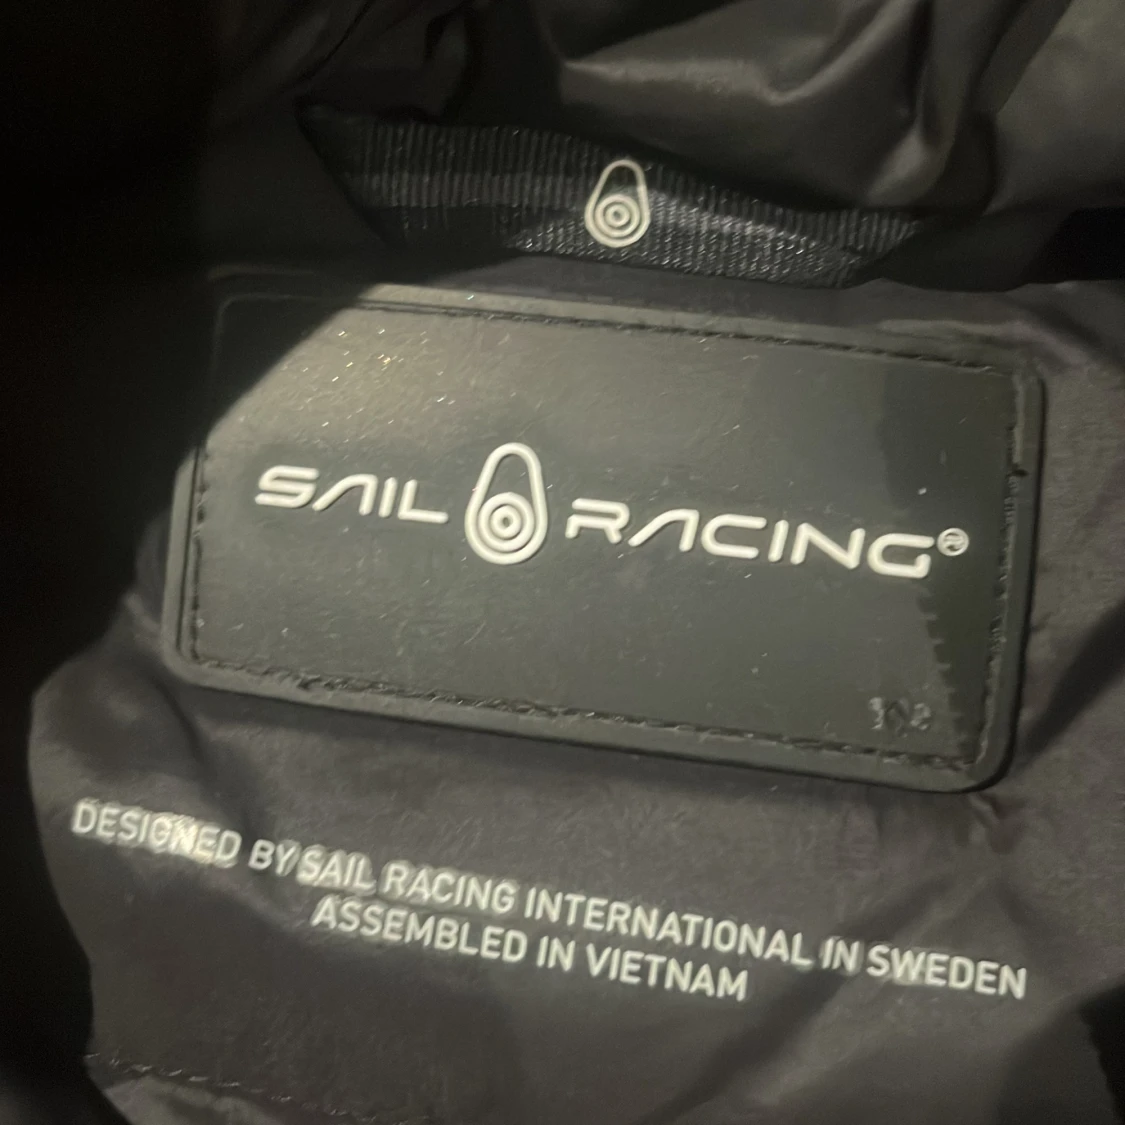 SAIL RACING®
DESIGNED BY SAIL RACING INTERNATIONAL IN SWEDEN
ASSEMBLED IN VIETNAM